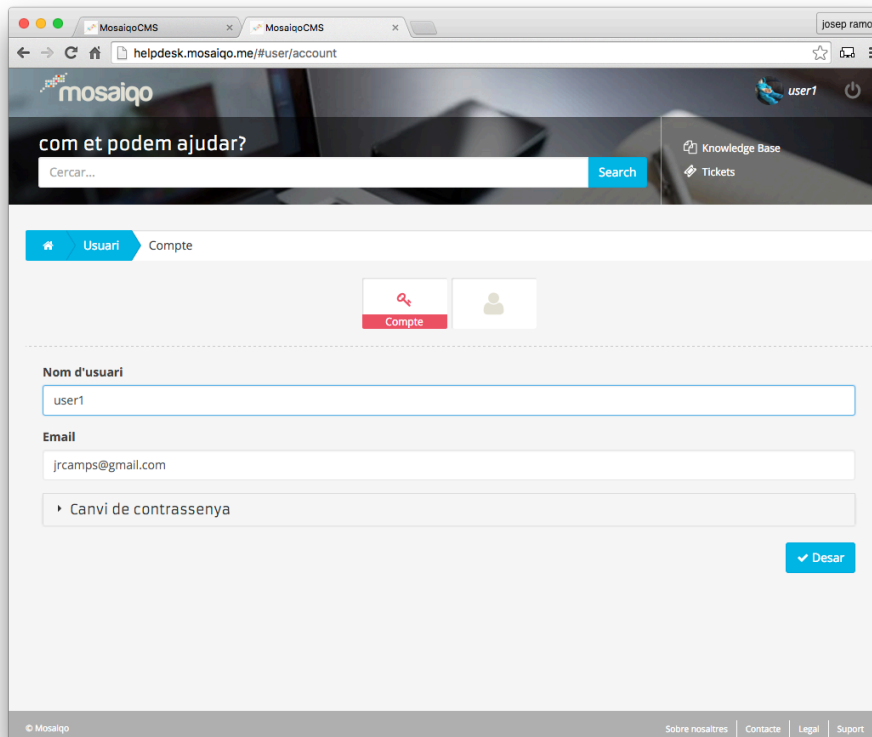 MosaiqoCMS
MosaiqoCMS
josep ramo
helpdesk.mosaiqo.me/#user/account
mosaiqo
user1
com et podem ajudar?
Cercar...
Search
Knowledge Base
Tickets
Usuari
Compte
Compte
Nom d'usuari
user1
Email
jrcamps@gmail.com
Canvi de contrassenya
Desar
© Mosaiqo
Sobre nosaltres
Contacte
Legal
Suport